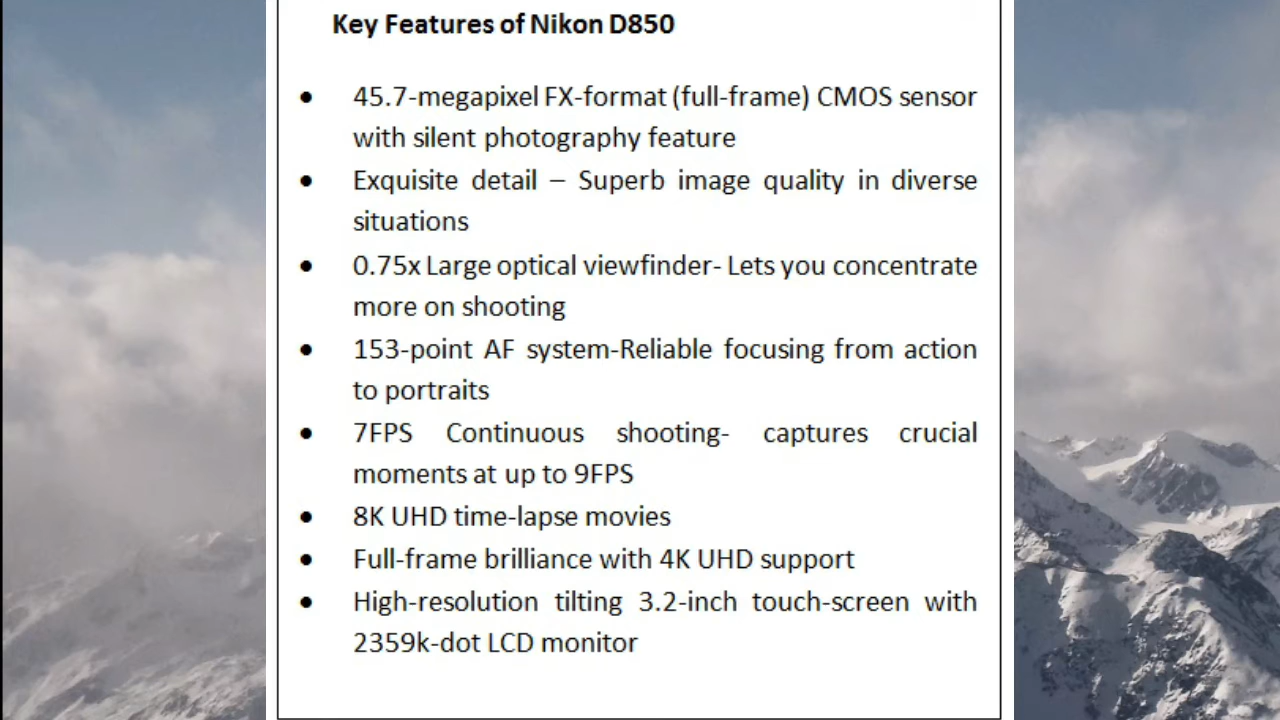 Key Features of Nikon D850
• 45.7-megapixel FX-format (full-frame) CMOS sensor
with silent photography feature
• Exquisite detail – Superb image quality in diverse
situations
• 0.75x Large optical viewfinder- Lets you concentrate
more on shooting
• 153-point AF system-Reliable focusing from action
to portraits
• 7FPS Continuous shooting- captures crucial
moments at up to 9FPS
• 8K UHD time-lapse movies
• Full-frame brilliance with 4K UHD support
• High-resolution tilting 3.2-inch touch-screen with
2359k-dot LCD monitor